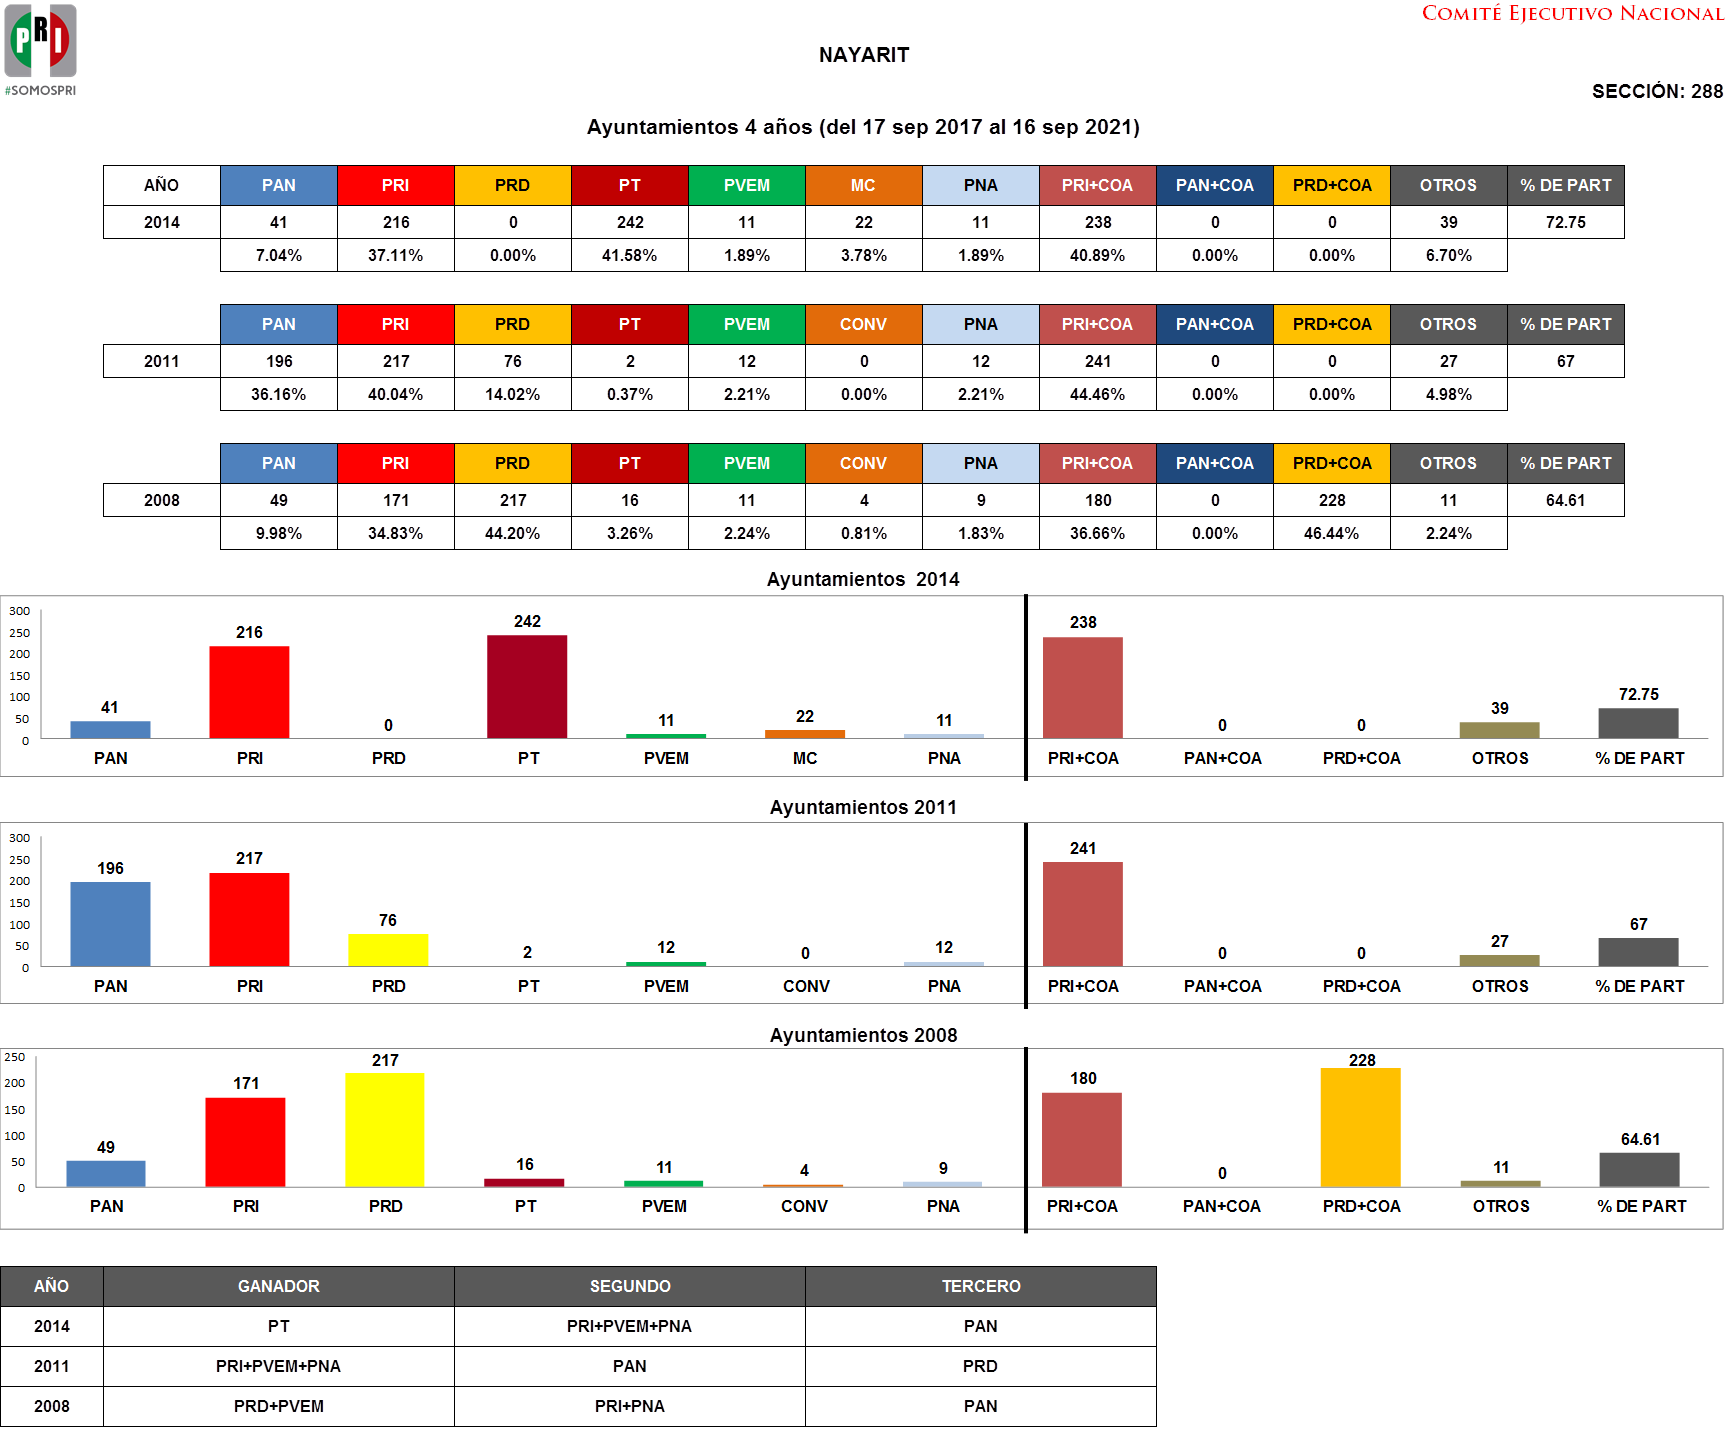 COMITÉ EJECUTIVO NACIONAL
PRI
#SOMOSPRI
NAYARIT
SECCIÓN: 288
Ayuntamientos 4 años (del 17 sep 2017 al 16 sep 2021)
AÑO PAN PRI PRD PT PVEM MC PNA PRI+COA PAN+COA PRD+COA OTROS % DE PART
2014 41 216 0 242 11 22 11 238 0 0 39 72.75
7.04% 37.11% 0.00% 41.58% 1.89% 3.78% 1.89% 40.89% 0.00% 0.00% 6.70%
PAN PRI PRD PT PVEM CONV PNA PRI+COA PAN+COA PRD+COA OTROS % DE PART
2011 196 217 76 2 12 0 12 241 0 0 27 67
36.16% 40.04% 14.02% 0.37% 2.21% 0.00% 2.21% 44.46% 0.00% 0.00% 4.98%
PAN PRI PRD PT PVEM CONV PNA PRI+COA PAN+COA PRD+COA OTROS % DE PART
2008 49 171 217 16 11 4 9 180 0 228 11 64.61
9.98% 34.83% 44.20% 3.26% 2.24% 0.81% 1.83% 36.66% 0.00% 46.44% 2.24%
Ayuntamientos 2014
300
250
200
150
100
50
0
41 216 0 242 11 22 11 238 0 0 39 72.75
PAN PRI PRD PT PVEM MC PNA PRI+COA PAN+COA PRD+COA OTROS % DE PART
Ayuntamientos 2011
300
250
200
150
100
50
0
196 217 76 2 12 0 12 241 0 0 27 67
PAN PRI PRD PT PVEM CONV PNA PRI+COA PAN+COA PRD+COA OTROS % DE PART
Ayuntamientos 2008
250
200
150
100
50
0
49 171 217 16 11 4 9 180 0 228 11 64.61
PAN PRI PRD PT PVEM CONV PNA PRI+COA PAN+COA PRD+COA OTROS % DE PART
AÑO GANADOR SEGUNDO TERCERO
2014 PT PRI+PVEM+PNA PAN
2011 PRI+PVEM+PNA PAN PRD
2008 PRD+PVEM PRI+PNA PAN